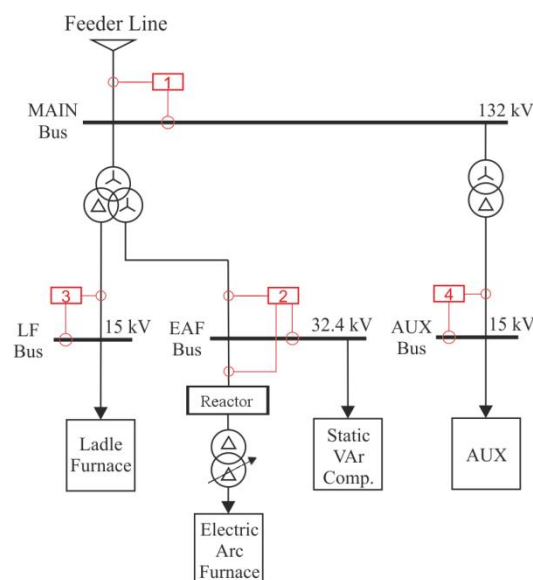 Feeder Line
1
MAIN
Bus
132 kV
3
2
4
LF
Bus
15 kV
EAF
Bus
32.4 kV
AUX
Bus
15 kV
Reactor
Ladle
Furnace
Static
VAr
Comp.
AUX
Electric
Arc
Furnace